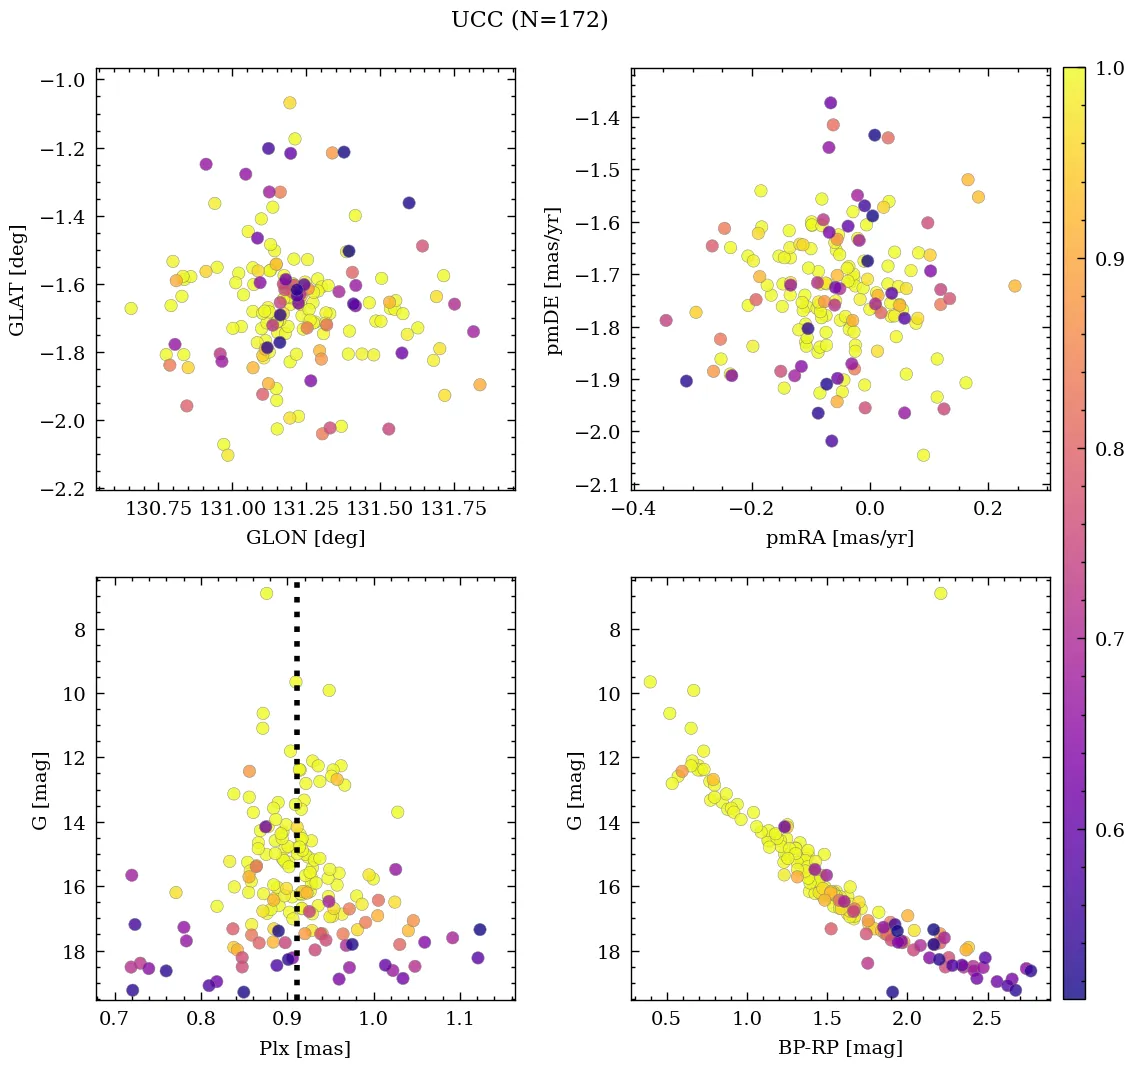 UCC (N=172)
−1.0
−1.2
−1.4
−1.6
−1.8
−2.0
−2.2
GLAT [deg]
130.75 131.00 131.25 131.50 131.75
GLON [deg]
−1.4
−1.5
−1.6
−1.7
−1.8
−1.9
−2.0
−2.1
pmDE [mas/yr]
−0.4 −0.2 0.0 0.2
pmRA [mas/yr]
1.0
0.9
0.8
0.7
0.6
8
10
12
14
16
18
G [mag]
0.7 0.8 0.9 1.0 1.1
Plx [mas]
8
10
12
14
16
18
G [mag]
0.5 1.0 1.5 2.0 2.5
BP-RP [mag]